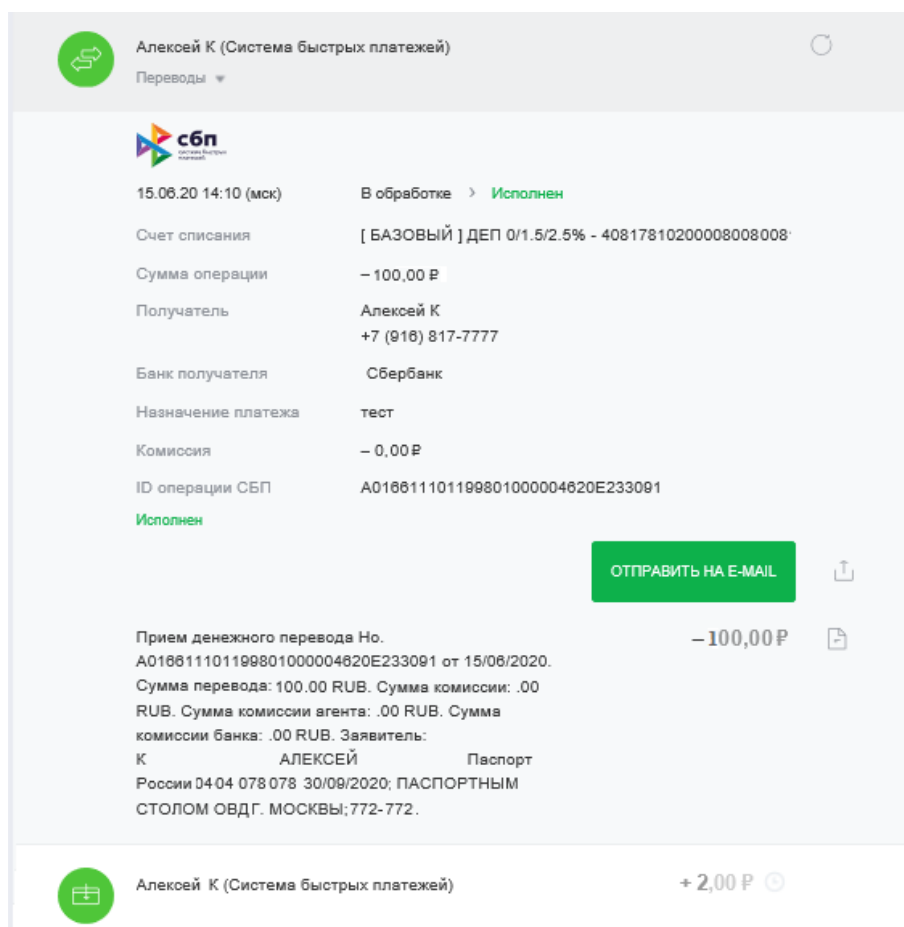 Алексей К (Система быстрых платежей)
Переводы
сбп
система быстрых
платежей
15.06.20 14:10 (мск) В обработке > Исполнен
Счет списания [ БАЗОВЫЙ ] ДЕП 0/1.5/2.5% - 40817810200008008008
Сумма операции – 100,00 ₽
Получатель Алексей К
+7 (916) 817-7777
Банк получателя Сбербанк
Назначение платежа тест
Комиссия – 0,00 ₽
ID операции СБП A016611101199801000004620E233091
Исполнен
ОТПРАВИТЬ НА E-MAIL
Прием денежного перевода Но. –100,00 ₽
A016611101199801000004620E233091 от 15/06/2020.
Сумма перевода: 100.00 RUB. Сумма комиссии: .00
RUB. Сумма комиссии агента: .00 RUB. Сумма
комиссии банка: .00 RUB. Заявитель:
К АЛЕКСЕЙ Паспорт
России 04 04 078 078 30/09/2020; ПАСПОРТНЫМ
СТОЛОМ ОВД Г. МОСКВЫ; 772-772.
Алексей К (Система быстрых платежей) + 2,00 ₽